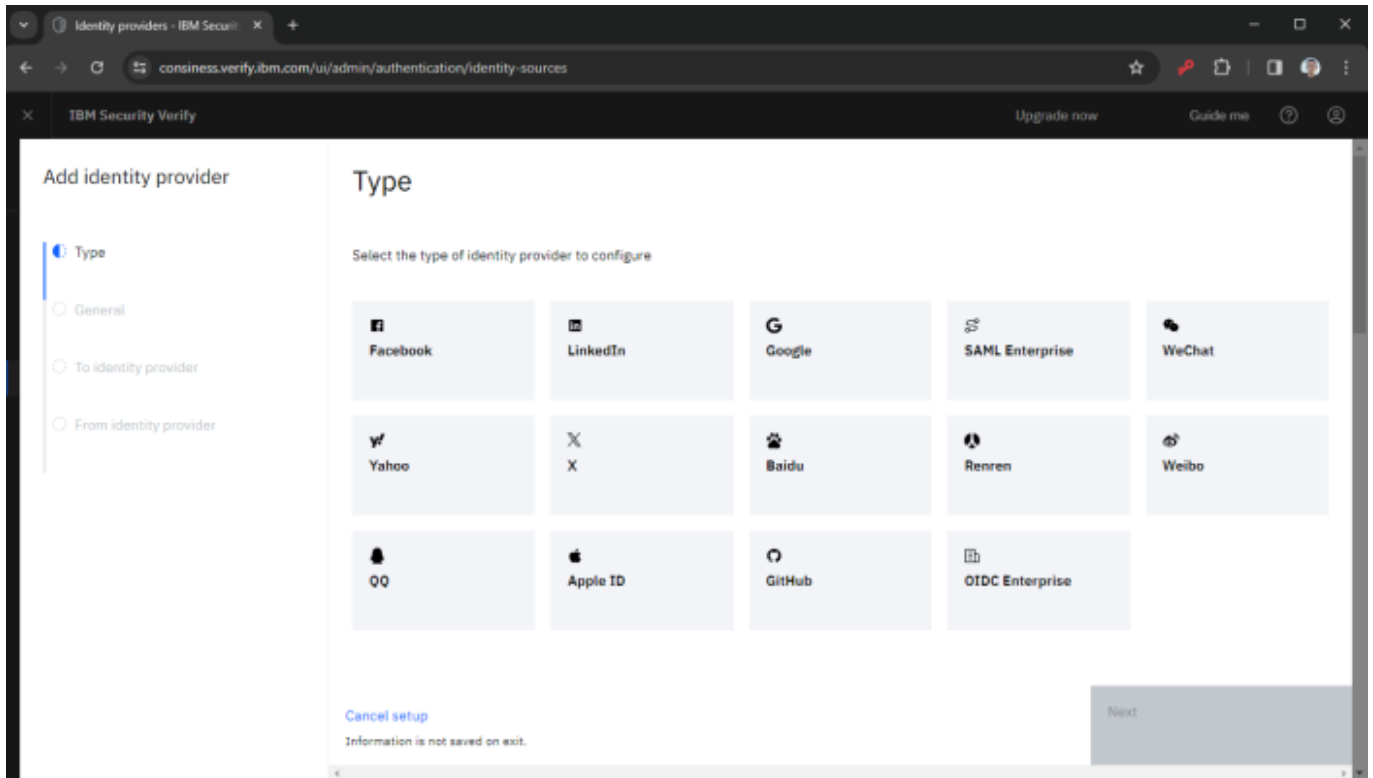 Identity providers - IBM Securit
consiness.verify.ibm.com/ui/admin/authentication/identity-sources
IBM Security Verify
Upgrade now
Guide me
Add identity provider
Type
General
To identity provider
From identity provider
Type
Select the type of identity provider to configure
Facebook
LinkedIn
Google
SAML Enterprise
WeChat
Yahoo
X
Baidu
Renren
Weibo
QQ
Apple ID
GitHub
OIDC Enterprise
Cancel setup
Information is not saved on exit.
Next